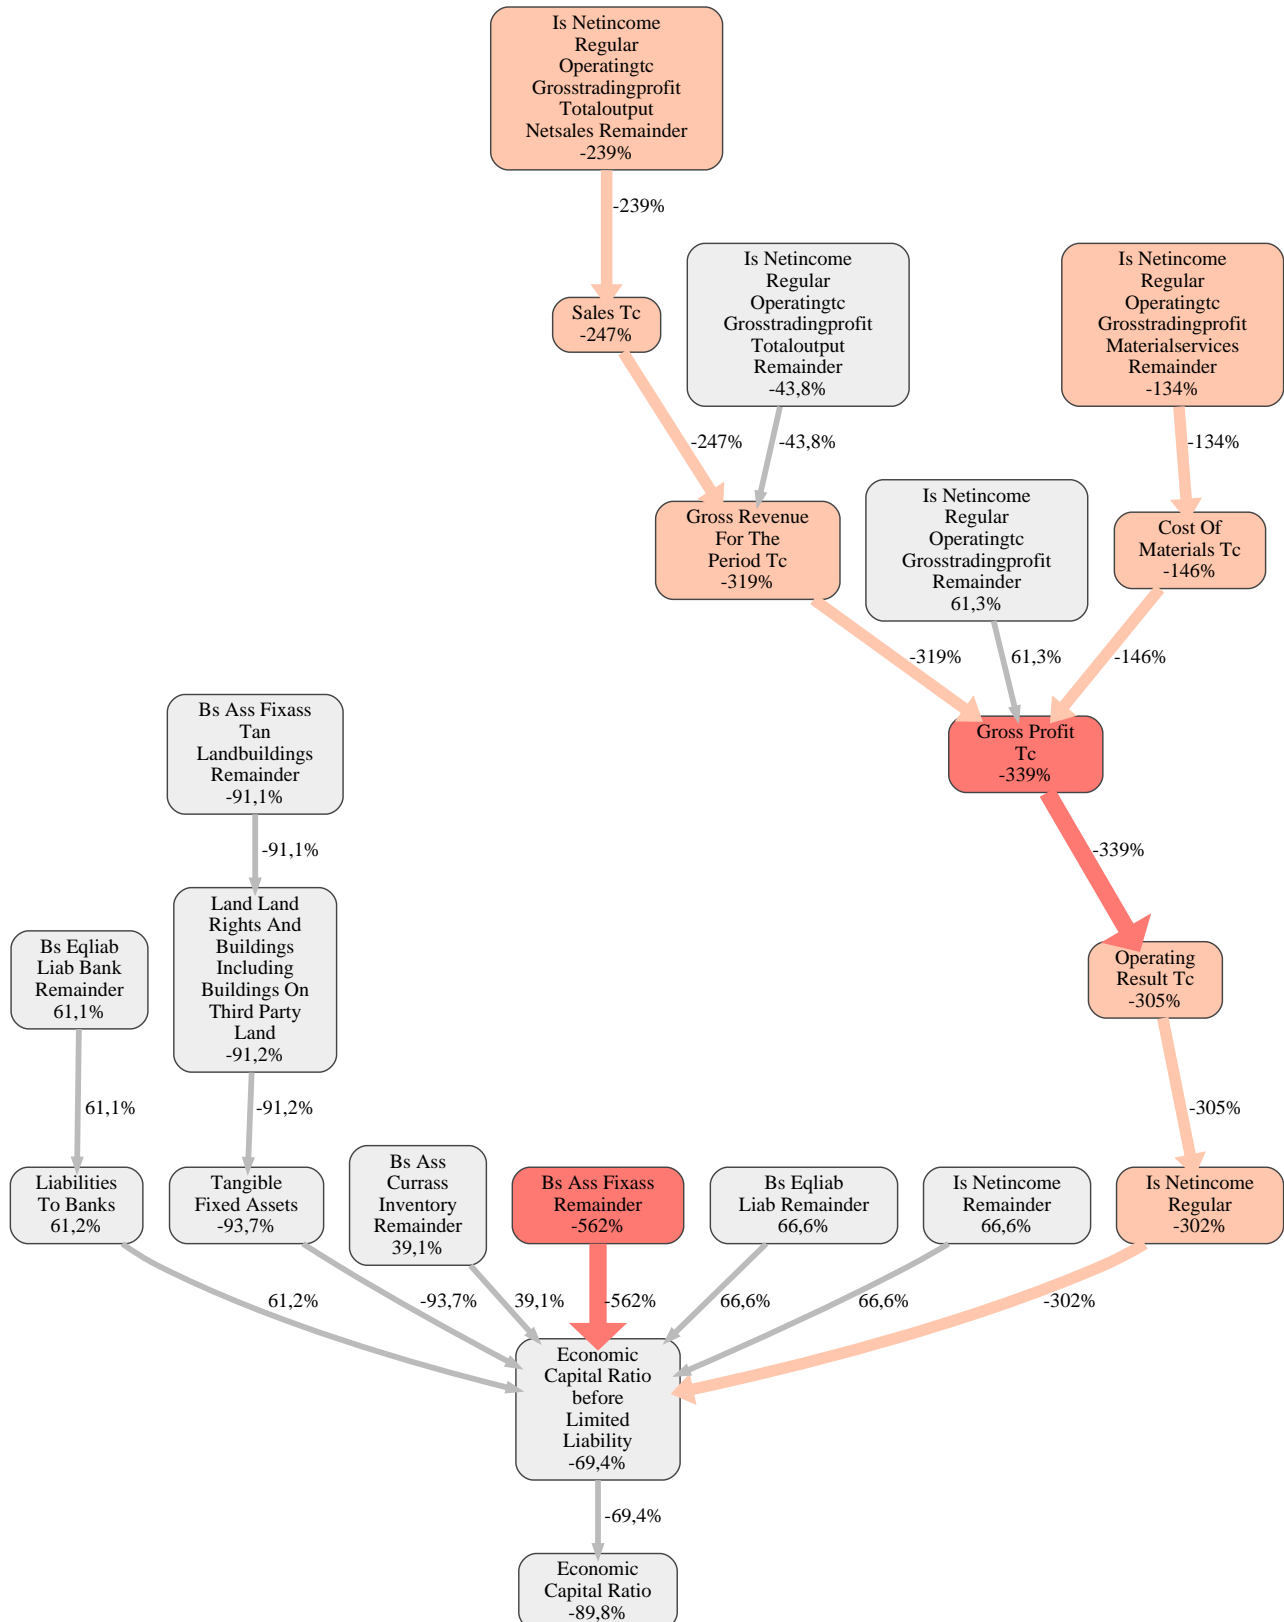 Is Netincome
Regular
Operatingtc
Grosstradingprofit
Totaloutput
Netsales Remainder
-239%
-239%
Is Netincome
Regular
Operatingtc
Grosstradingprofit
Totaloutput
Remainder
-43,8%
Is Netincome
Regular
Operatingtc
Grosstradingprofit
Materialservices
Remainder
-134%
Sales Tc
-247%
-247%
-43,8%
-134%
Is Netincome
Regular
Operatingtc
Grosstradingprofit
Remainder
61,3%
Gross Revenue
For The
Period Tc
-319%
Cost Of
Materials Tc
-146%
-319%
61,3%
-146%
Bs Ass Fixass
Tan
Landbuildings
Remainder
-91,1%
Gross Profit
Tc
-339%
-91,1%
-339%
Land Land
Rights And
Buildings
Including
Buildings On
Third Party
Land
-91,2%
Bs Eqliab
Liab Bank
Remainder
61,1%
Operating
Result Tc
-305%
61,1%
-91,2%
-305%
Liabilities
To Banks
61,2%
Tangible
Fixed Assets
-93,7%
Bs Ass
Currass
Inventory
Remainder
39,1%
Bs Ass Fixass
Remainder
-562%
Bs Eqliab
Liab Remainder
66,6%
Is Netincome
Remainder
66,6%
Is Netincome
Regular
-302%
61,2%
-93,7%
39,1%
-562%
66,6%
66,6%
-302%
Economic
Capital Ratio
before
Limited
Liability
-69,4%
-69,4%
Economic
Capital Ratio
-89,8%